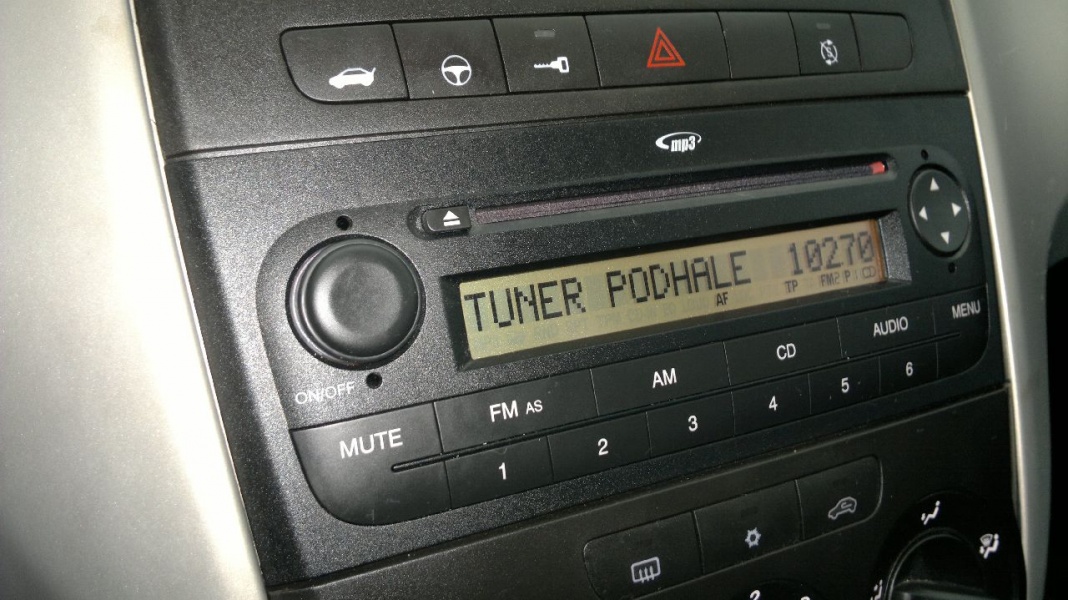 mp3
TUNER PODHALE 10270
AF TP FM2 P1 CD
ON/OFF
MUTE
FM AS AM CD AUDIO MENU
1 2 3 4 5 6